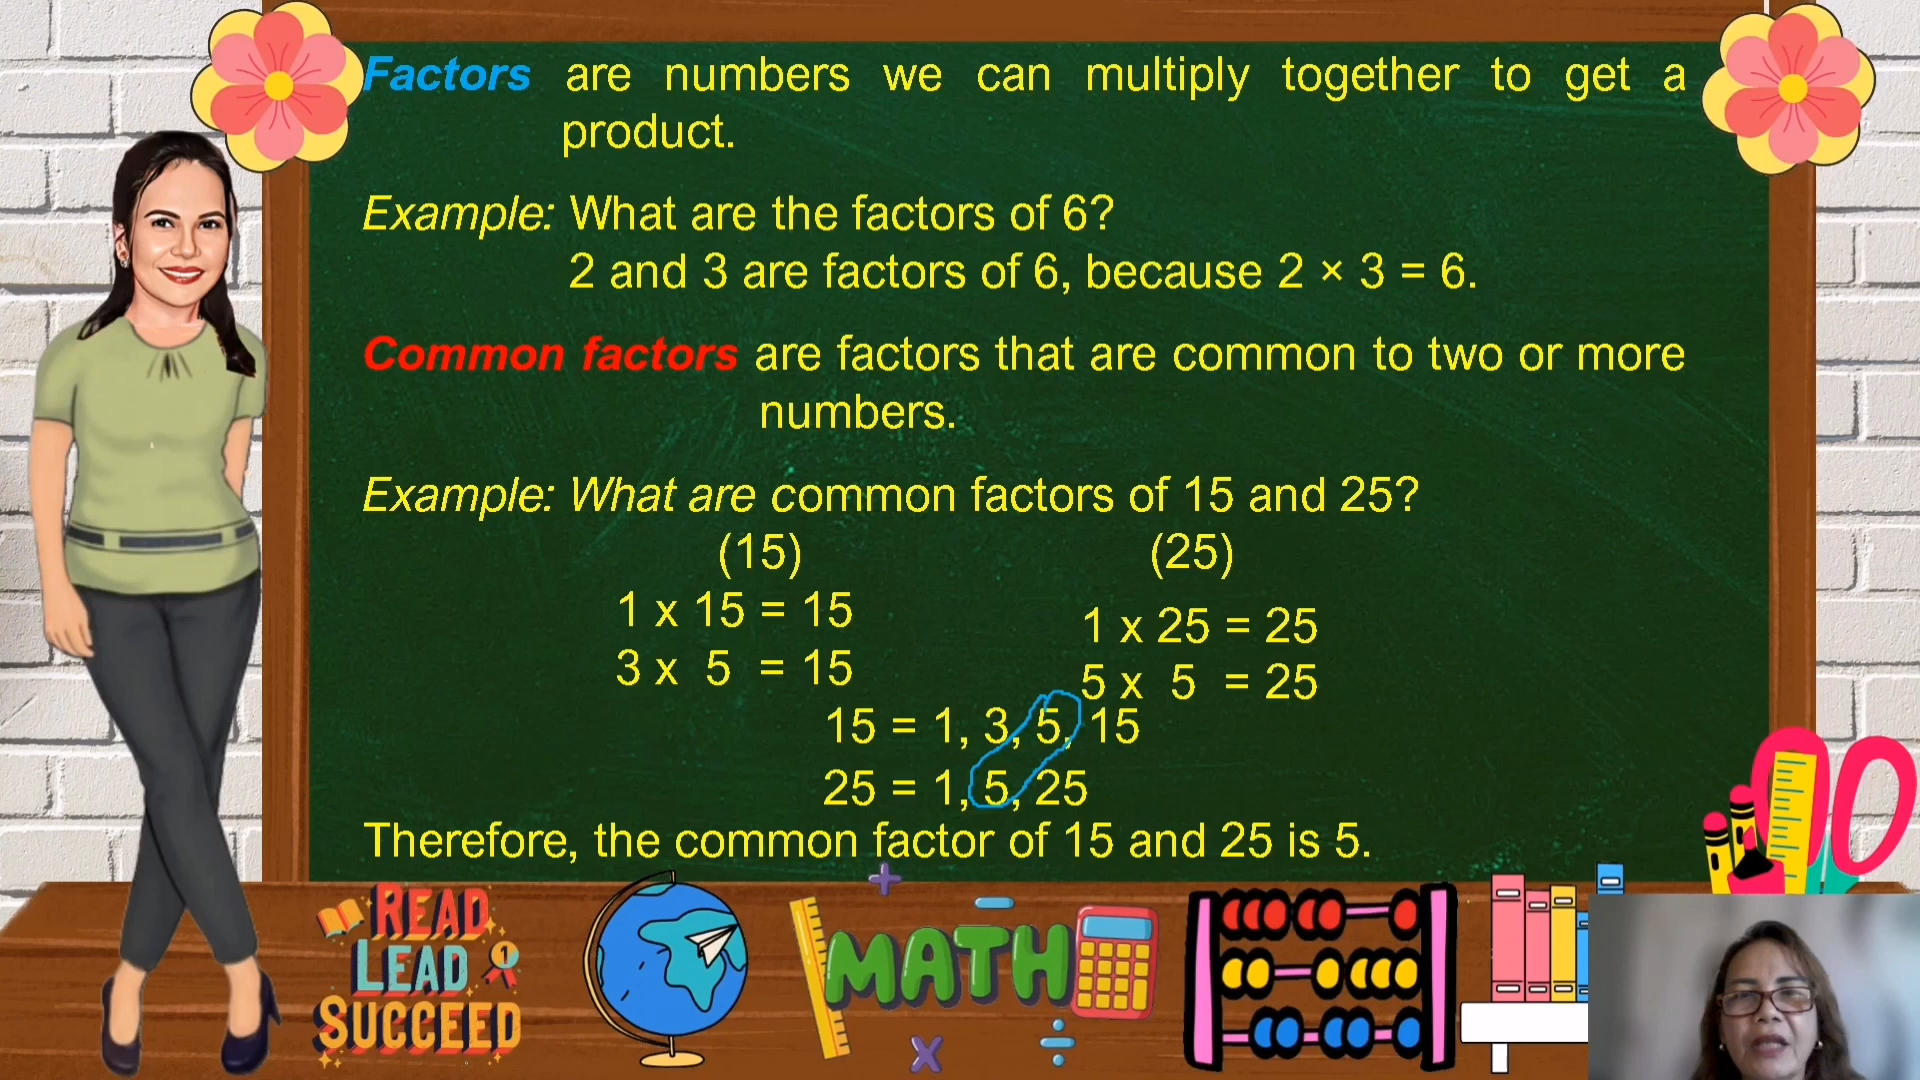 Factors are numbers we can multiply together to get a
product.
Example: What are the factors of 6?
2 and 3 are factors of 6, because 2 × 3 = 6.
Common factors are factors that are common to two or more
numbers.
Example: What are common factors of 15 and 25?
(15) (25)
1 x 15 = 15 1 x 25 = 25
3 x 5 = 15 5 x 5 = 25
15 = 1, 3, 5, 15
25 = 1, 5, 25
Therefore, the common factor of 15 and 25 is 5.
READ
LEAD 1
SUCCEED
+ −
MATH
x ÷